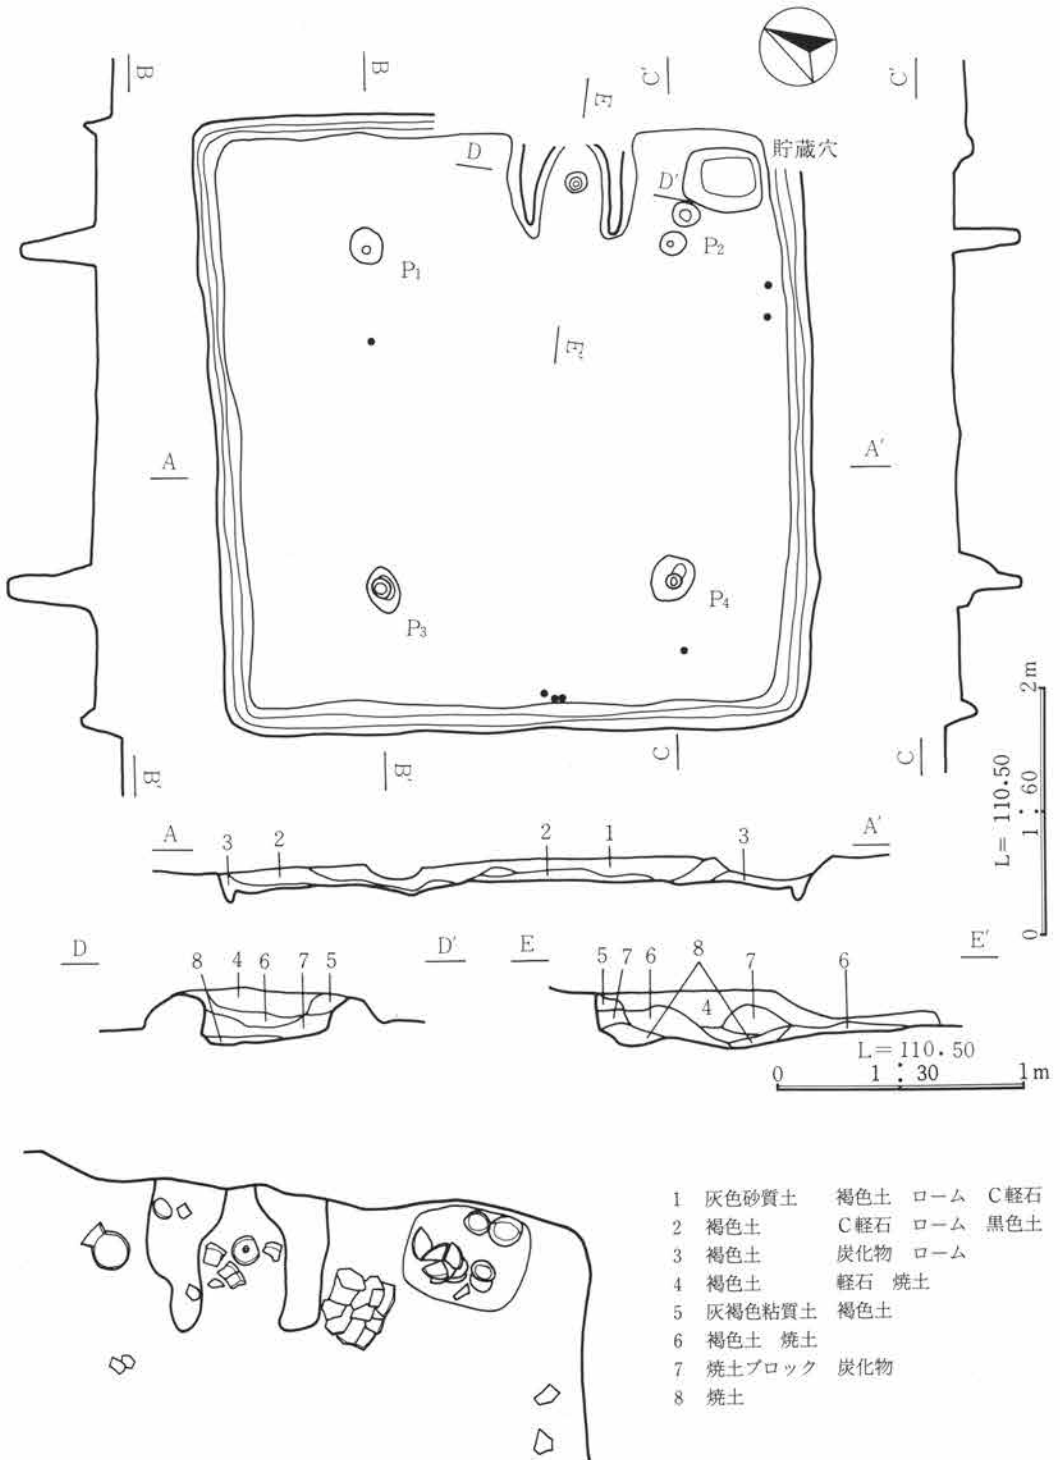 B B C' C'
E
D
貯蔵穴
D'
P1
P2
E'
A A'
P3
P4
B' B' C C
2m
L=110.50
1:60
0
A 3 2 2 1 3 A'
D 8 4 6 7 5 D'
E 5 7 6 8 4 7 6 E'
L=110.50
0 1:30 1m
1 灰色砂質土 褐色土 ローム C軽石
2 褐色土 C軽石 ローム 黒色土
3 褐色土 炭化物 ローム
4 褐色土 軽石 焼土
5 灰褐色粘質土 褐色土
6 褐色土 焼土
7 焼土ブロック 炭化物
8 焼土